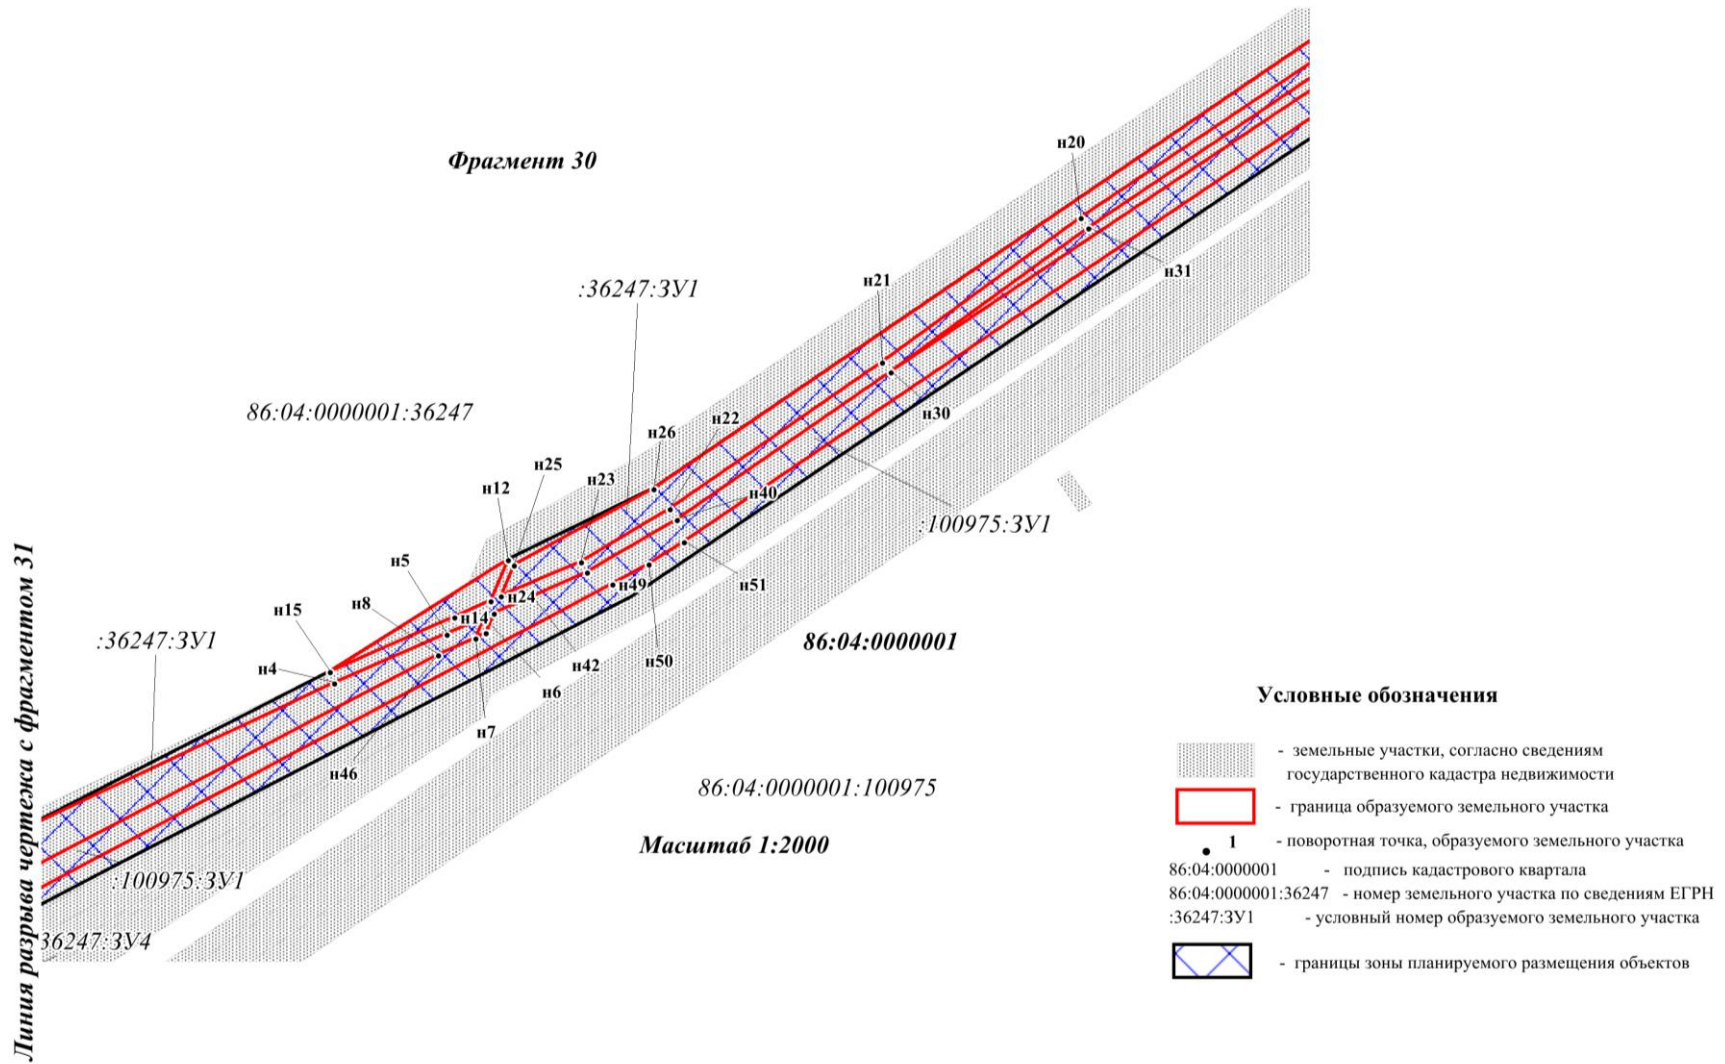 Линия разрыва чертежа с фрагментом 31
Фрагмент 30
н20
н31
:36247:ЗУ1
н21
н30
86:04:0000001:36247
н22
н26
н25
н23
н12
н40
:100975:ЗУ1
н5
н51
н49
н24
н15
н8
н14
:36247:ЗУ1
86:04:0000001
н4
н42
н50
н6
н7
н46
86:04:0000001:100975
Масштаб 1:2000
:100975:ЗУ1
36247:ЗУ4
Условные обозначения
- земельные участки, согласно сведениям
государственного кадастра недвижимости
- граница образуемого земельного участка
1 - поворотная точка, образуемого земельного участка
86:04:0000001 - подпись кадастрового квартала
86:04:0000001:36247 - номер земельного участка по сведениям ЕГРН
:36247:ЗУ1 - условный номер образуемого земельного участка
- границы зоны планируемого размещения объектов